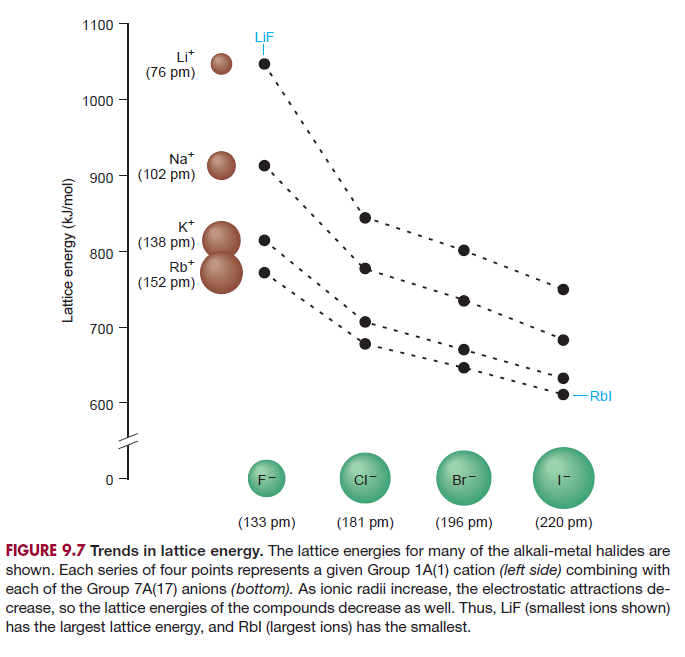 1100
LiF
Li+
(76 pm)
1000
Na+
(102 pm)
900
K+
(138 pm)
800
Rb+
(152 pm)
Lattice energy (kJ/mol)
700
600
RbI
0
F− Cl− Br− I−
(133 pm) (181 pm) (196 pm) (220 pm)
FIGURE 9.7 Trends in lattice energy. The lattice energies for many of the alkali-metal halides are
shown. Each series of four points represents a given Group 1A(1) cation (left side) combining with
each of the Group 7A(17) anions (bottom). As ionic radii increase, the electrostatic attractions de-
crease, so the lattice energies of the compounds decrease as well. Thus, LiF (smallest ions shown)
has the largest lattice energy, and RbI (largest ions) has the smallest.